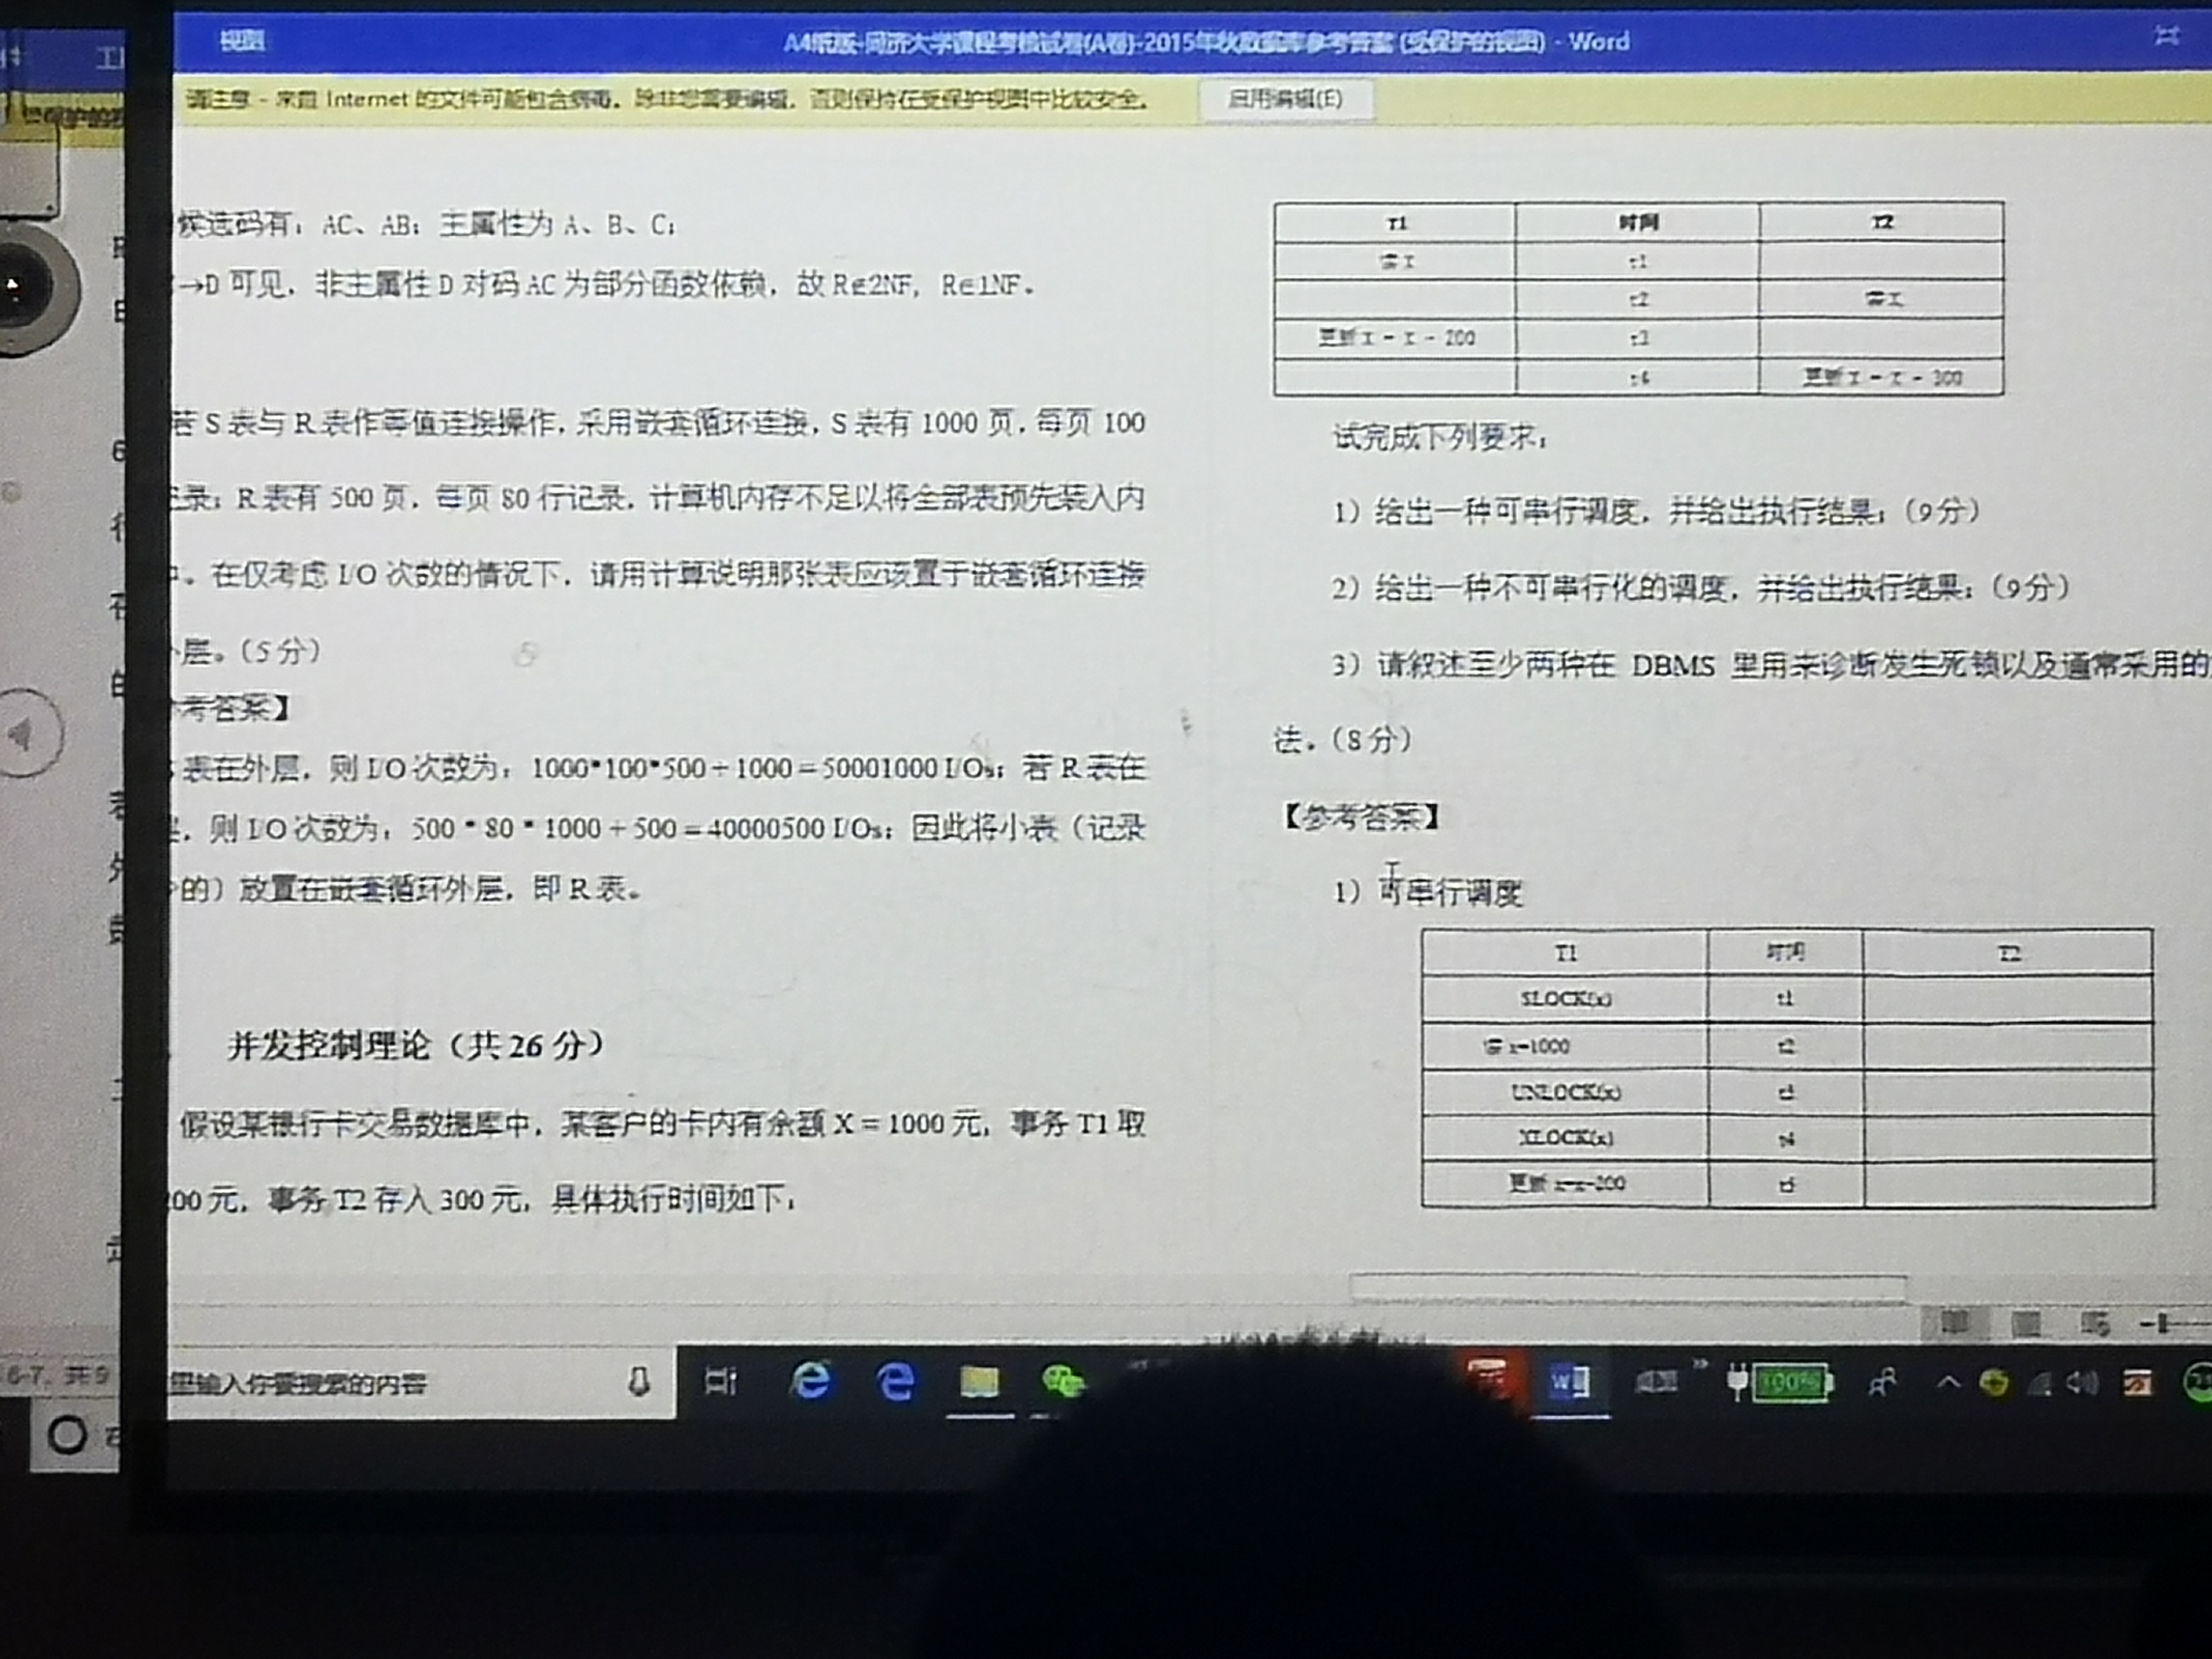 视图
A4纸版-同济大学课程考核试卷(A卷)-2015年秋数据库参考答案 (受保护的视图) - Word
请注意 - 来自 Internet 的文件可能包含病毒。除非您需要编辑，否则保持在受保护视图中比较安全。
启用编辑(E)
候选码有：AC、AB；主属性为 A、B、C；
→D 可见，非主属性 D 对码 AC 为部分函数依赖，故 R∉2NF，R∈1NF。
若 S 表与 R 表作等值连接操作，采用嵌套循环连接，S 表有 1000 页，每页 100
录；R 表有 500 页，每页 80 行记录，计算机内存不足以将全部表预先装入内
。在仅考虑 I/O 次数的情况下，请用计算说明那张表应该置于嵌套循环连接
层。（5 分）
考答案】
表在外层，则 I/O 次数为：1000*100*500+1000=50001000 I/Os；若 R 表在
，则 I/O 次数为：500 * 80 * 1000 + 500 = 40000500 I/Os；因此将小表（记录
的）放置在嵌套循环外层，即 R 表。
并发控制理论（共 26 分）
假设某银行卡交易数据库中，某客户的卡内有余额 X = 1000 元，事务 T1 取
00 元，事务 T2 存入 300 元，具体执行时间如下：
T1 时间 T2
读X t1
t2 读X
更新 X = X - 200 t3
t4
试完成下列要求：
1）给出一种可串行调度，并给出执行结果；（9 分）
2）给出一种不可串行化的调度，并给出执行结果；（9 分）
3）请叙述至少两种在 DBMS 里用来诊断发生死锁以及通常采用的
法。（8 分）
【参考答案】
1）可串行调度
T1 时间 T2
SLOCK(x) t1
读 x=1000 t2
UNLOCK(x) t3
XLOCK(x) t4
更新 x=x-200 t5
6-7, 共9
里输入你要搜索的内容
100%